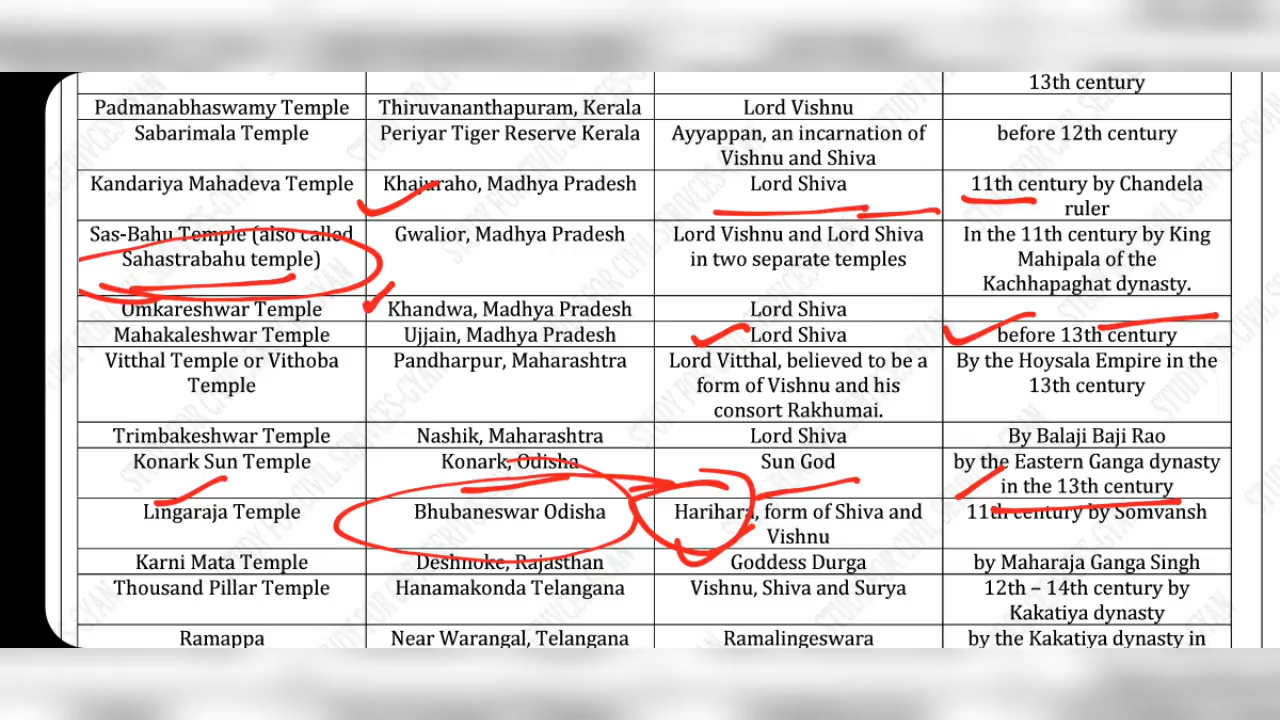 13th century
Padmanabhaswamy Temple Thiruvananthapuram, Kerala Lord Vishnu
Sabarimala Temple Periyar Tiger Reserve Kerala Ayyappan, an incarnation of before 12th century
Vishnu and Shiva
Kandariya Mahadeva Temple Khajuraho, Madhya Pradesh Lord Shiva 11th century by Chandela
ruler
Sas-Bahu Temple (also called Gwalior, Madhya Pradesh Lord Vishnu and Lord Shiva In the 11th century by King
Sahastrabahu temple) in two separate temples Mahipala of the
Kachhapaghat dynasty.
Omkareshwar Temple Khandwa, Madhya Pradesh Lord Shiva
Mahakaleshwar Temple Ujjain, Madhya Pradesh Lord Shiva before 13th century
Vitthal Temple or Vithoba Pandharpur, Maharashtra Lord Vitthal, believed to be a By the Hoysala Empire in the
Temple form of Vishnu and his 13th century
consort Rakhumai.
Trimbakeshwar Temple Nashik, Maharashtra Lord Shiva By Balaji Baji Rao
Konark Sun Temple Konark, Odisha Sun God by the Eastern Ganga dynasty
in the 13th century
Lingaraja Temple Bhubaneswar Odisha Harihara, form of Shiva and 11th century by Somvansh
Vishnu
Karni Mata Temple Deshnoke, Rajasthan Goddess Durga by Maharaja Ganga Singh
Thousand Pillar Temple Hanamakonda Telangana Vishnu, Shiva and Surya 12th – 14th century by
Kakatiya dynasty
Ramappa Near Warangal, Telangana Ramalingeswara by the Kakatiya dynasty in